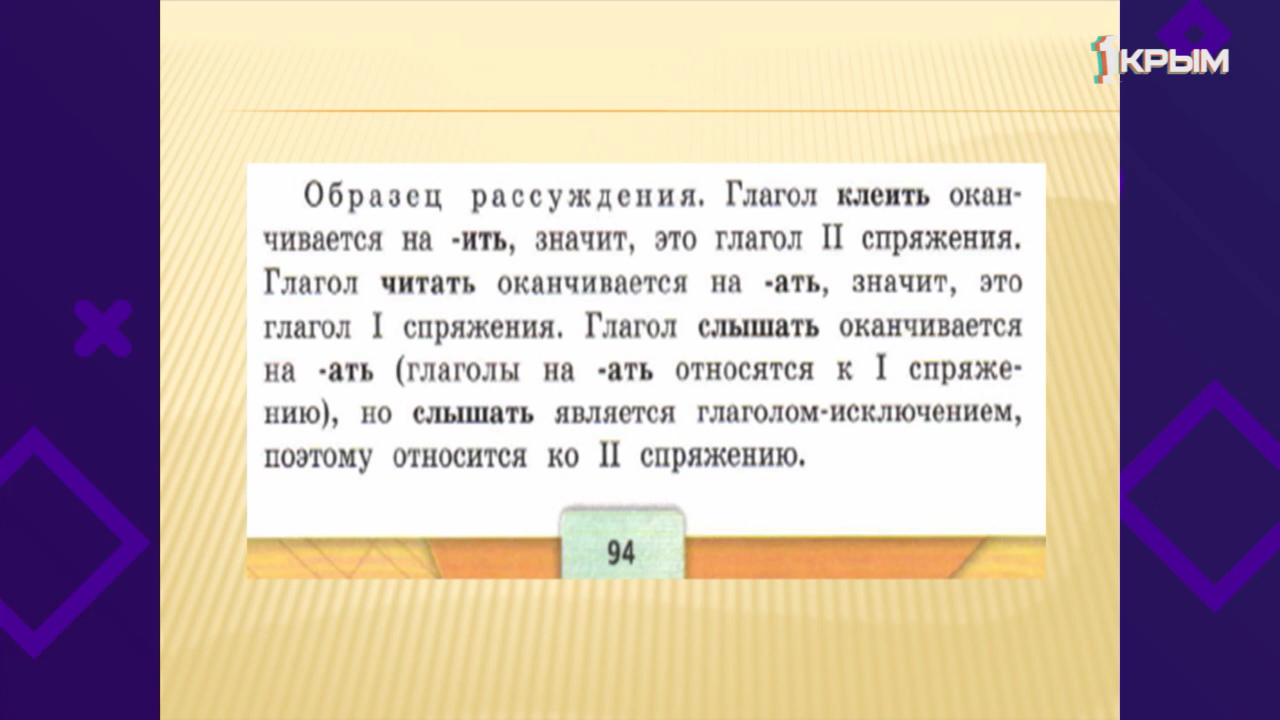 1КРЫМ
Образец рассуждения. Глагол клеить окан-
чивается на -ить, значит, это глагол II спряжения.
Глагол читать оканчивается на -ать, значит, это
глагол I спряжения. Глагол слышать оканчивается
на -ать (глаголы на -ать относятся к I спряже-
нию), но слышать является глаголом-исключением,
поэтому относится ко II спряжению.
94